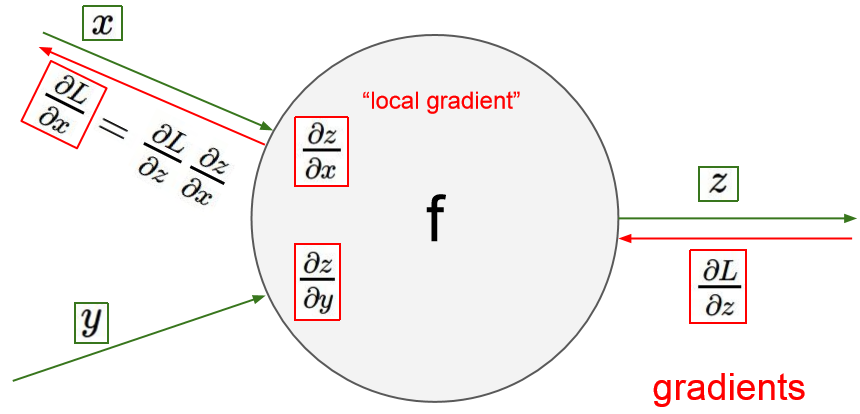 x
∂L/∂x = ∂L/∂z ∂z/∂x
“local gradient”
∂z/∂x
f
z
∂z/∂y
∂L/∂z
y
gradients